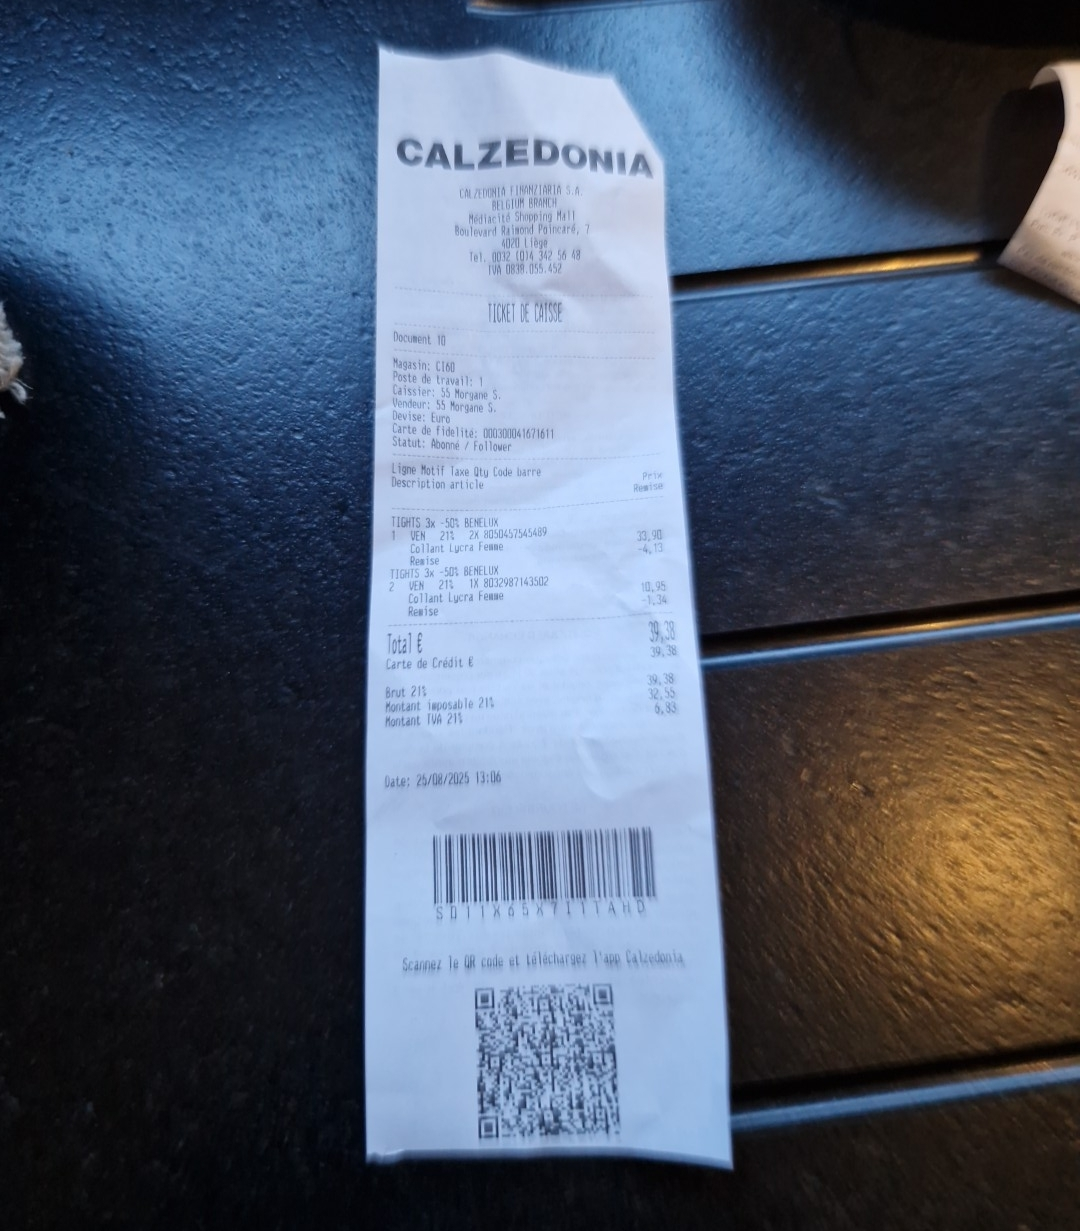 CALZEDONIA
CALZEDONIA FINANZIARIA S.A.
BELGIUM BRANCH
Médiacité Shopping Mall
Boulevard Raimond Poincaré, 7
4020 Liège
Tel. 0032 (0)4 342 56 48
TVA 0838.055.452
TICKET DE CAISSE
Document 10
Magasin: CI60
Poste de travail: 1
Caissier: 55 Morgane S.
Vendeur: 55 Morgane S.
Devise: Euro
Carte de fidelité: 000300041671611
Statut: Abonné / Follower
Ligne Motif Taxe Qty Code barre Prix
Description article Remise
TIGHTS 3x -50% BENELUX
1 VEN 21% 2X 8050457545489 33,90
Collant Lycra Femme -4,13
Remise
TIGHTS 3x -50% BENELUX
2 VEN 21% 1X 8032987143502 10,95
Collant Lycra Femme -1,34
Remise
Total € 39,38
Carte de Crédit € 39,38
Brut 21% 39,38
Montant imposable 21% 32,55
Montant TVA 21% 6,83
Date: 25/08/2025 13:06
Scannez le QR code et téléchargez l'app Calzedonia